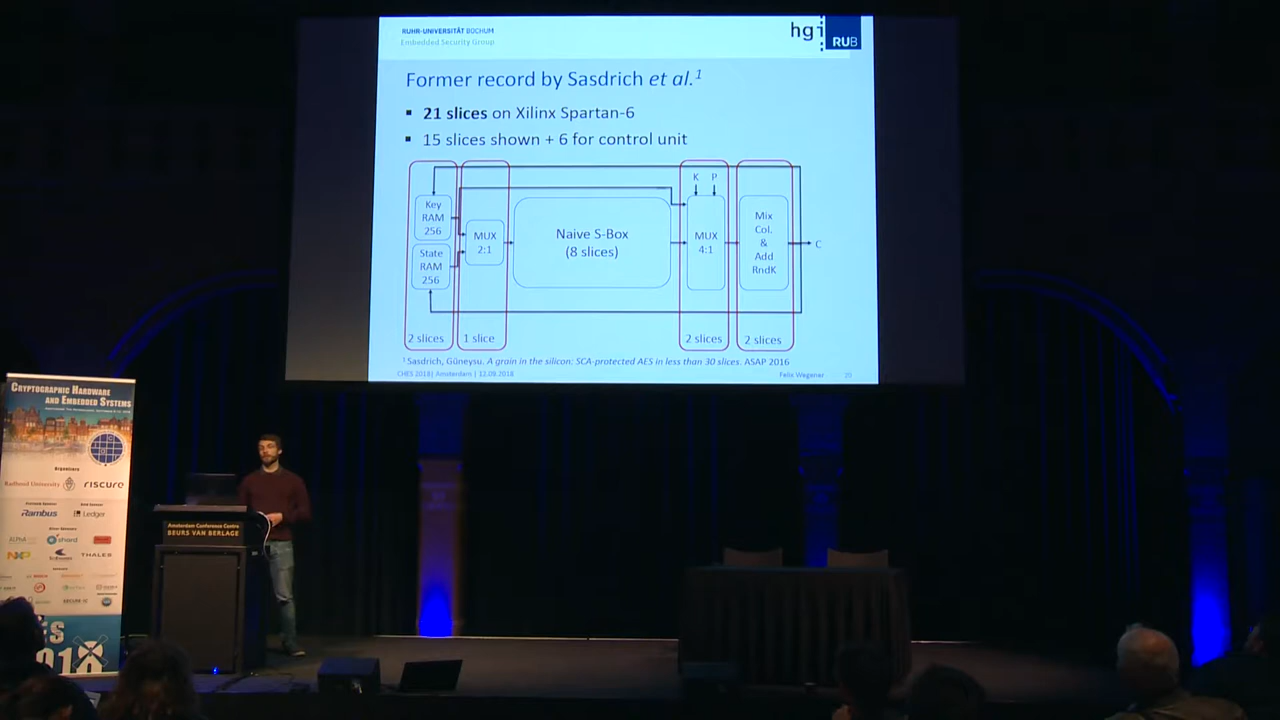 RUHR-UNIVERSITÄT BOCHUM
Embedded Security Group
hgi
RUB
Former record by Sasdrich et al.¹
▪ 21 slices on Xilinx Spartan-6
▪ 15 slices shown + 6 for control unit
Key
RAM
256
State
RAM
256
2 slices
MUX
2:1
1 slice
Naive S-Box
(8 slices)
K P
MUX
4:1
2 slices
Mix
Col.
&
Add
RndK
2 slices
C
¹ Sasdrich, Güneysu. A grain in the silicon: SCA-protected AES in less than 30 slices. ASAP 2016
CHES 2018| Amsterdam | 12.09.2018
Felix Wegener 20
CRYPTOGRAPHIC HARDWARE
AND EMBEDDED SYSTEMS
Organisers
Radboud University
riscure
Rambus
Ledger
NXP
THALES
Amsterdam Conference Centre
BEURS VAN BERLAGE